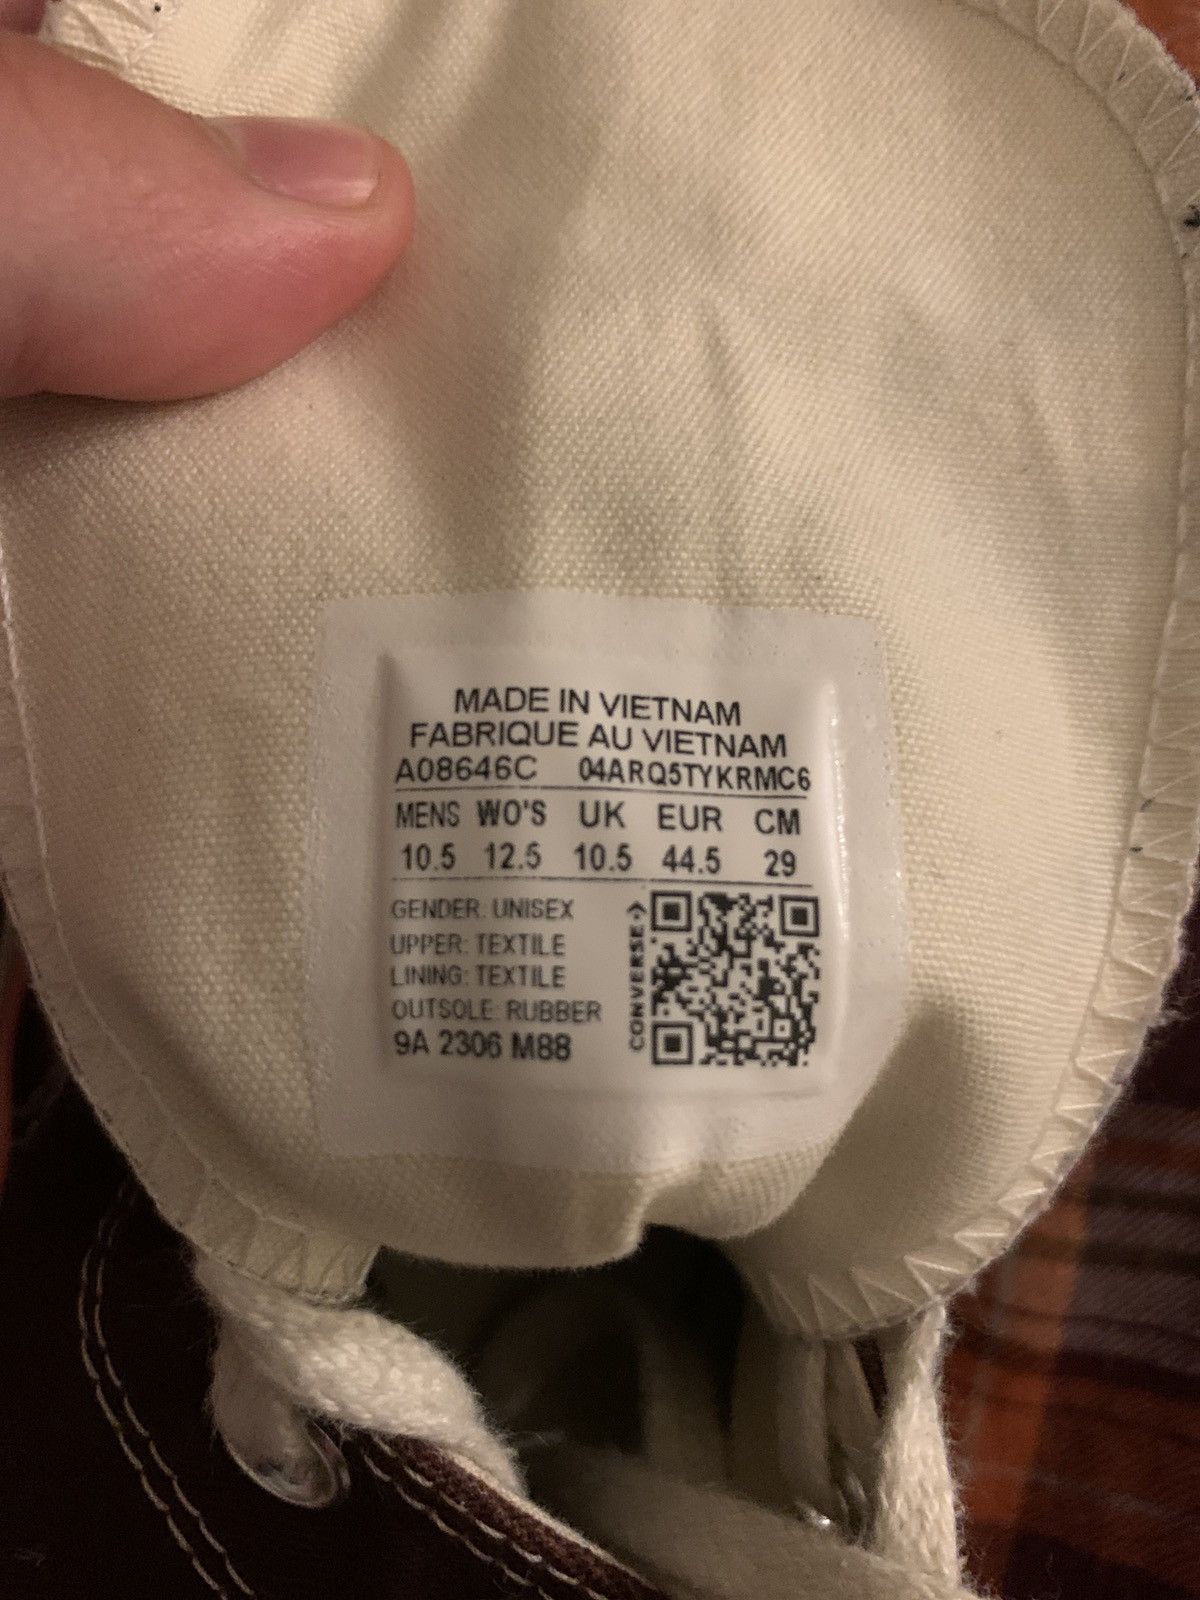 MADE IN VIETNAM
FABRIQUE AU VIETNAM
A08646C 04ARQ5TYKRMC6
MENS WO'S UK EUR CM
10.5 12.5 10.5 44.5 29
GENDER: UNISEX
UPPER: TEXTILE
LINING: TEXTILE
OUTSOLE: RUBBER
9A 2306 M88
CONVERSE